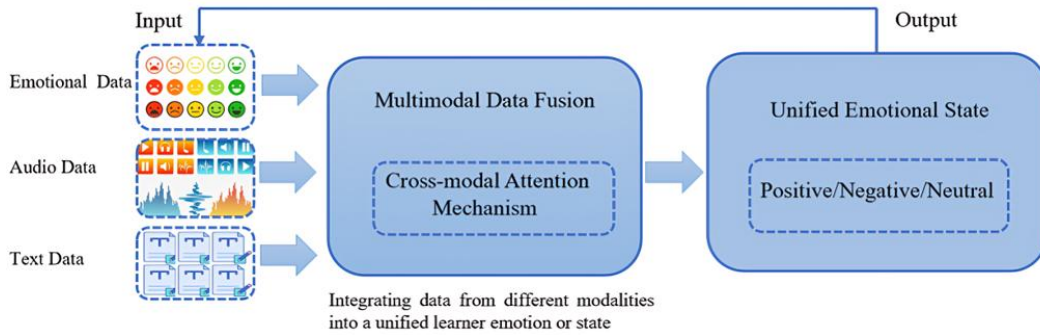 Input
Output
Emotional Data
Multimodal Data Fusion
Unified Emotional State
Audio Data
Cross-modal Attention
Mechanism
Positive/Negative/Neutral
Text Data
Integrating data from different modalities
into a unified learner emotion or state